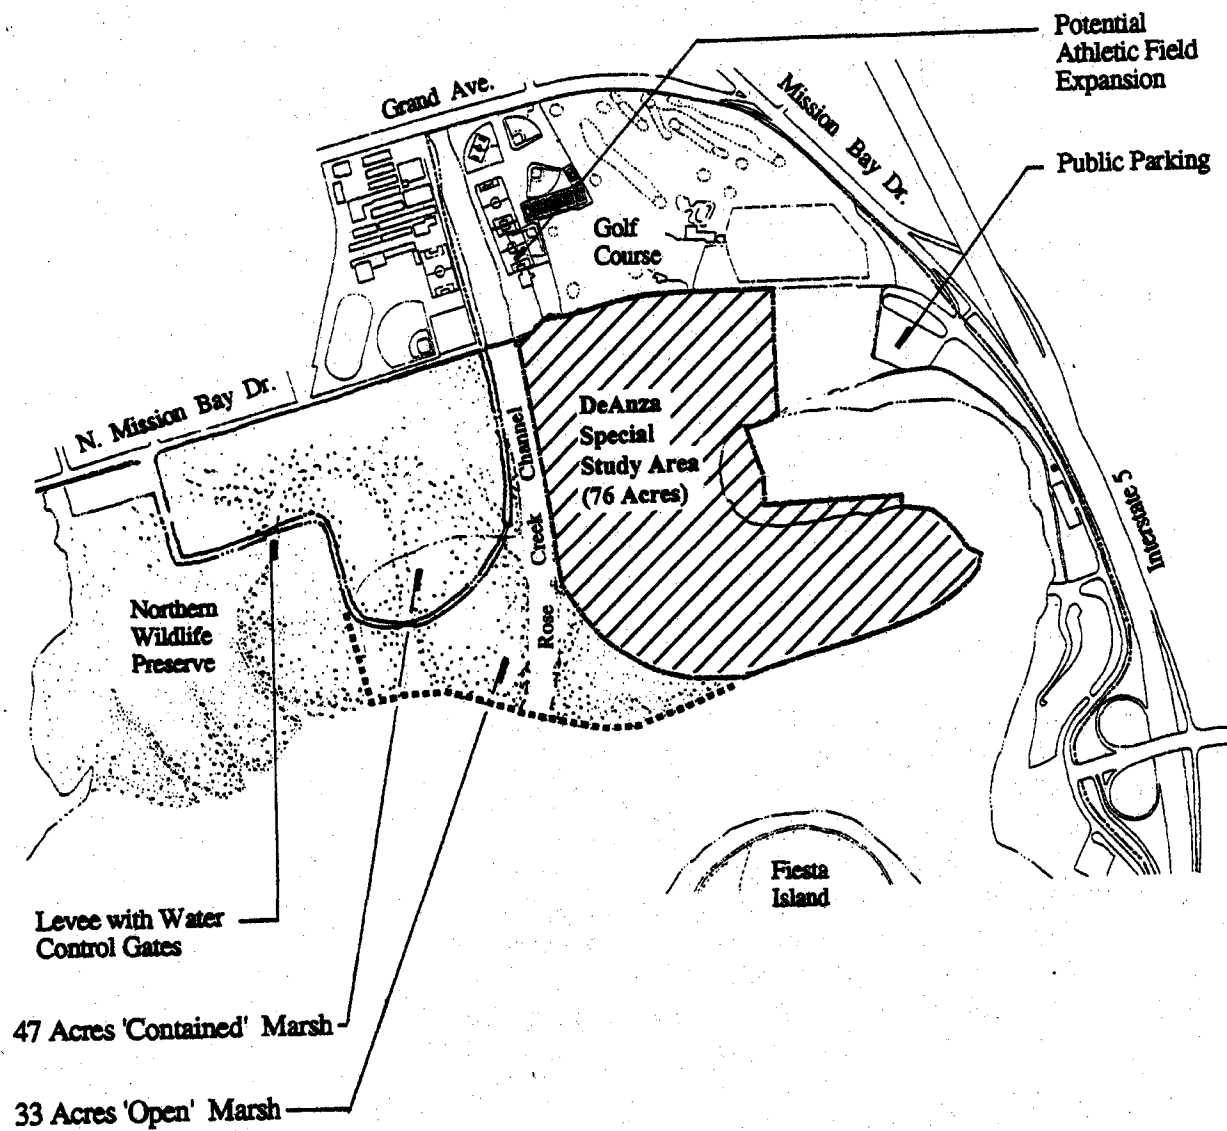 Potential
Athletic Field
Expansion
Grand Ave.
Mission Bay Dr.
Public Parking
Golf
Course
N. Mission Bay Dr.
DeAnza
Special
Study Area
(76 Acres)
Rose Creek Channel
Interstate 5
Northern
Wildlife
Preserve
Fiesta
Island
Levee with Water
Control Gates
47 Acres 'Contained' Marsh
33 Acres 'Open' Marsh